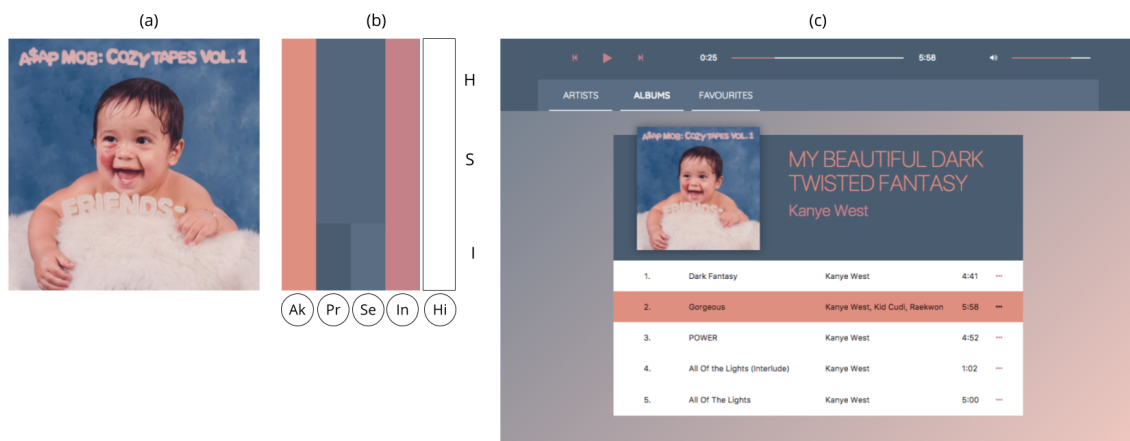 (a)
(b)
(c)
A$AP MOB: COZY TAPES VOL. 1
FRIENDS-
H
S
I
Ak Pr Se In Hi
0:25 5:58
ARTISTS ALBUMS FAVOURITES
A$AP MOB: COZY TAPES VOL. 1
FRIENDS-
MY BEAUTIFUL DARK
TWISTED FANTASY
Kanye West
1. Dark Fantasy Kanye West 4:41 ...
2. Gorgeous Kanye West, Kid Cudi, Raekwon 5:58 ...
3. POWER Kanye West 4:52 ...
4. All Of the Lights (Interlude) Kanye West 1:02 ...
5. All Of The Lights Kanye West 5:00 ...